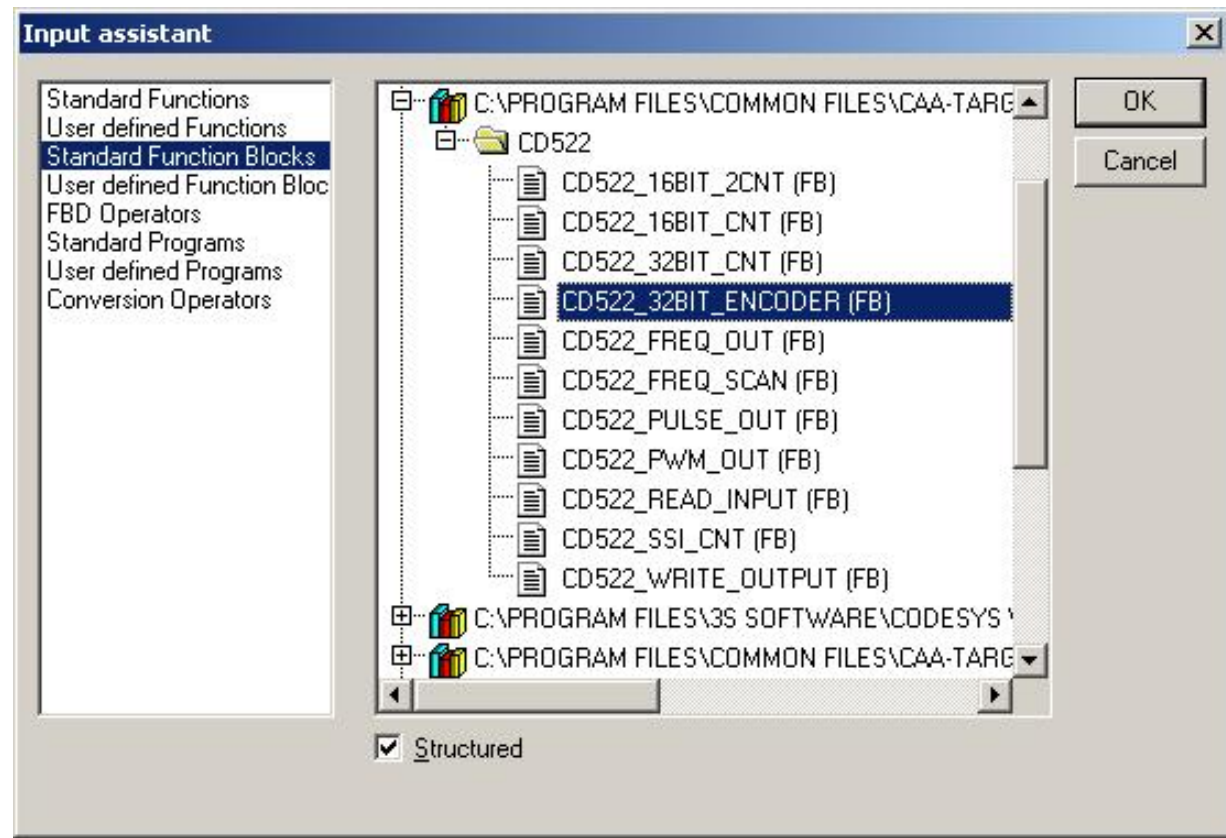 Input assistant
Standard Functions
User defined Functions
Standard Function Blocks
User defined Function Bloc
FBD Operators
Standard Programs
User defined Programs
Conversion Operators
C:\PROGRAM FILES\COMMON FILES\CAA-TARG
CD522
CD522_16BIT_2CNT (FB)
CD522_16BIT_CNT (FB)
CD522_32BIT_CNT (FB)
CD522_32BIT_ENCODER (FB)
CD522_FREQ_OUT (FB)
CD522_FREQ_SCAN (FB)
CD522_PULSE_OUT (FB)
CD522_PWM_OUT (FB)
CD522_READ_INPUT (FB)
CD522_SSI_CNT (FB)
CD522_WRITE_OUTPUT (FB)
C:\PROGRAM FILES\3S SOFTWARE\CODESYS
C:\PROGRAM FILES\COMMON FILES\CAA-TARG
OK
Cancel
Structured